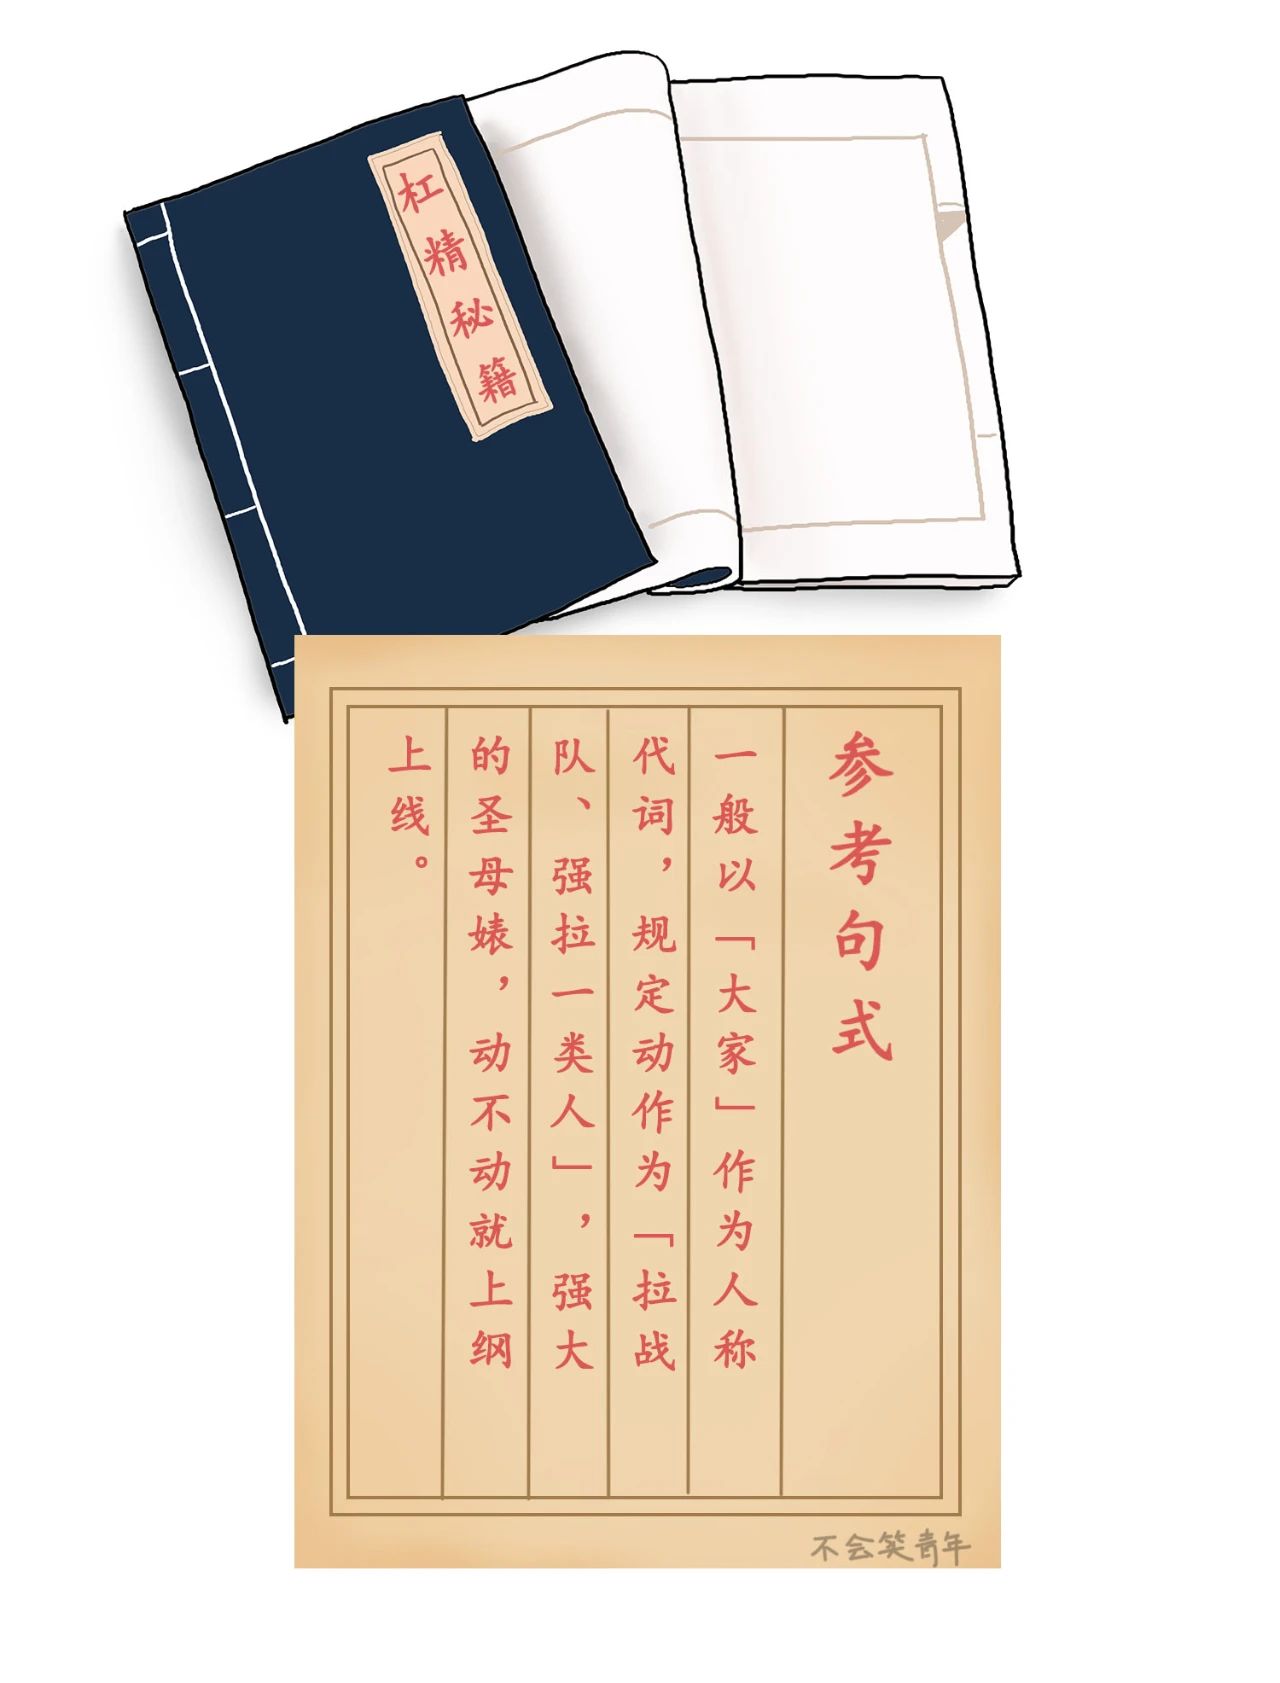 杠精秘籍
参考句式
一般以「大家」作为人称
代词，规定动作为「拉战
队、强拉一类人」，强大
的圣母婊，动不动就上纲
上线。
不会笑青年